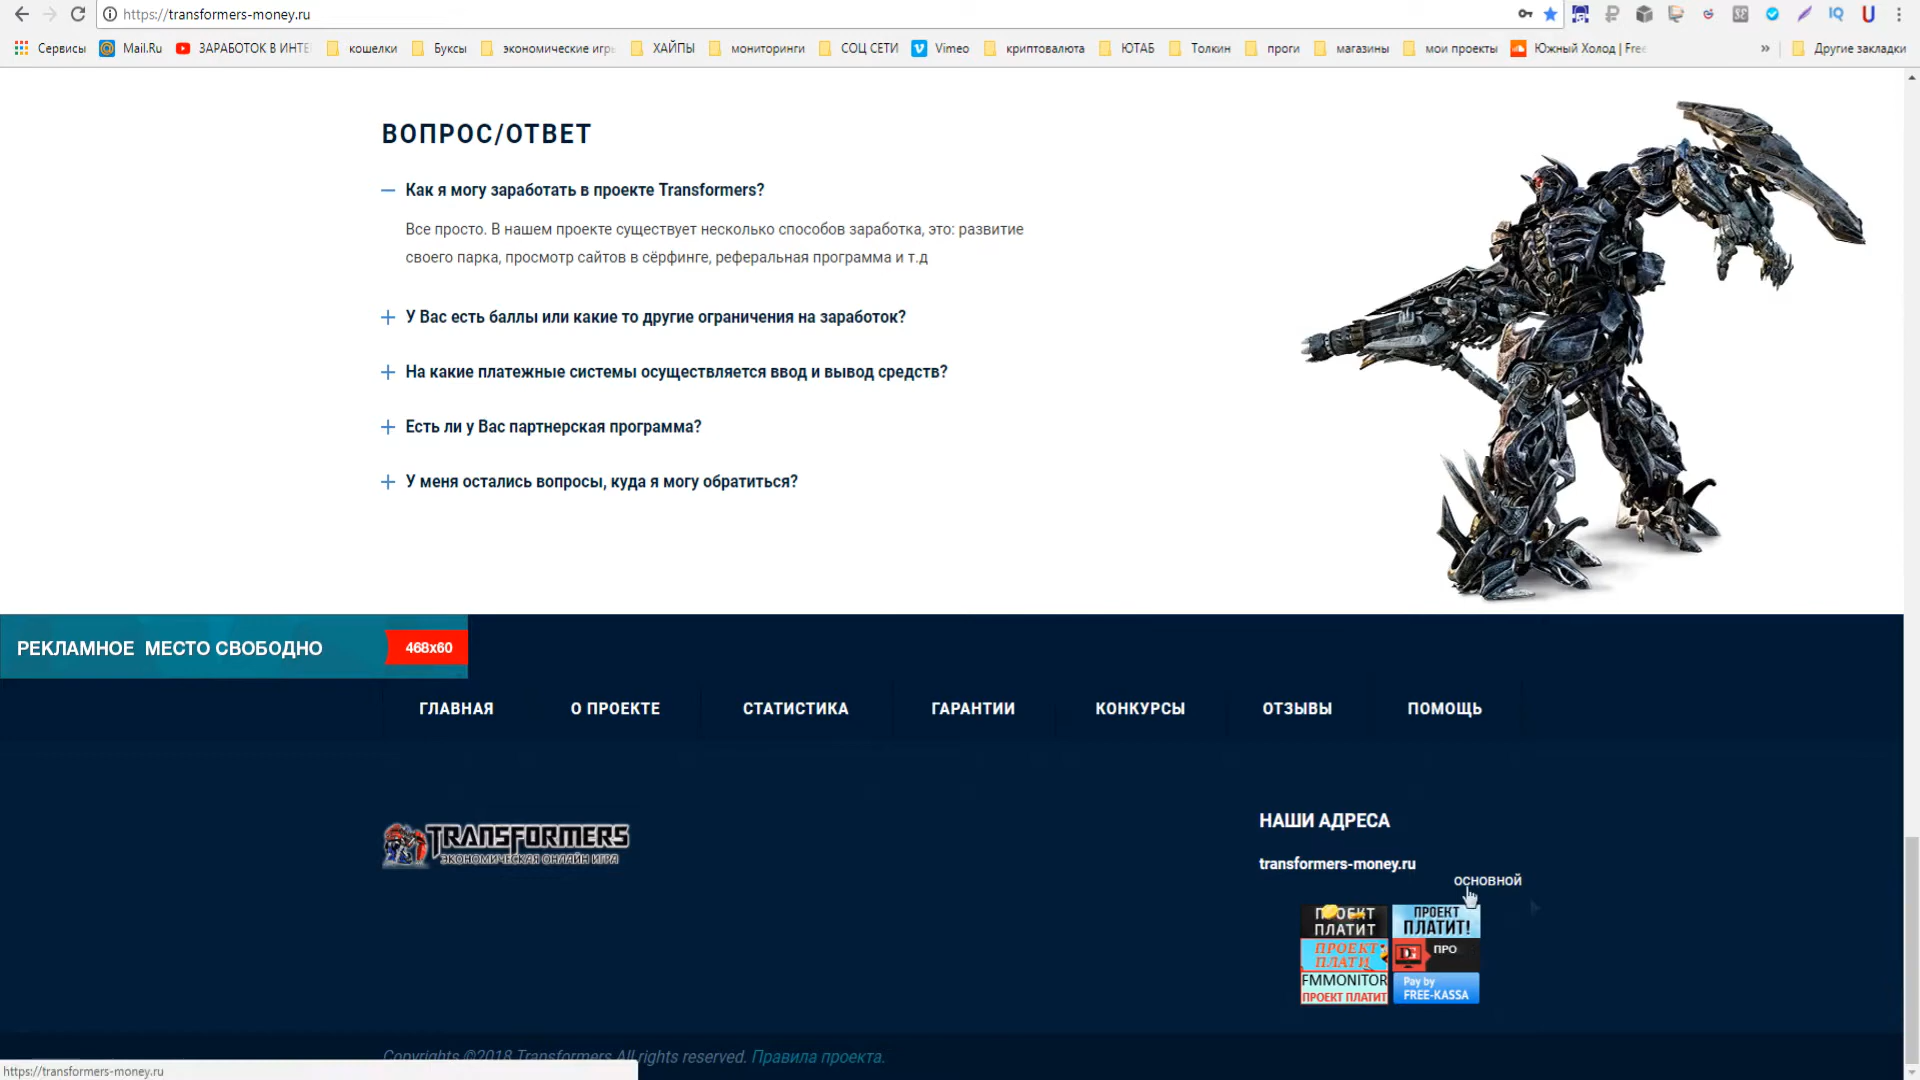 https://transformers-money.ru
Сервисы
Mail.Ru
ЗАРАБОТОК В ИНТЕ
кошелки
Буксы
экономические игры
ХАЙПЫ
мониторинги
СОЦ СЕТИ
Vimeo
криптовалюта
ЮТАБ
Толкин
проги
магазины
мои проекты
Южный Холод | Free
»
Другие закладки
ВОПРОС/ОТВЕТ
Как я могу заработать в проекте Transformers?
Все просто. В нашем проекте существует несколько способов заработка, это: развитие
своего парка, просмотр сайтов в сёрфинге, реферальная программа и т.д
У Вас есть баллы или какие то другие ограничения на заработок?
На какие платежные системы осуществляется ввод и вывод средств?
Есть ли у Вас партнерская программа?
У меня остались вопросы, куда я могу обратиться?
РЕКЛАМНОЕ МЕСТО СВОБОДНО 468x60
ГЛАВНАЯ О ПРОЕКТЕ СТАТИСТИКА ГАРАНТИИ КОНКУРСЫ ОТЗЫВЫ ПОМОЩЬ
TRANSFORMERS
ЭКОНОМИЧЕСКАЯ ОНЛАЙН ИГРА
НАШИ АДРЕСА
transformers-money.ru
ОСНОВНОЙ
ПРОЕКТ
ПЛАТИТ
ПРОЕКТ
ПЛАТИТ!
ПРОЕКТ
ПЛАТИ
ПРО
FMMONITOR
ПРОЕКТ ПЛАТИТ
Pay by
FREE-KASSA
Copyrights ©2018 Transformers All rights reserved. Правила проекта.
https://transformers-money.ru